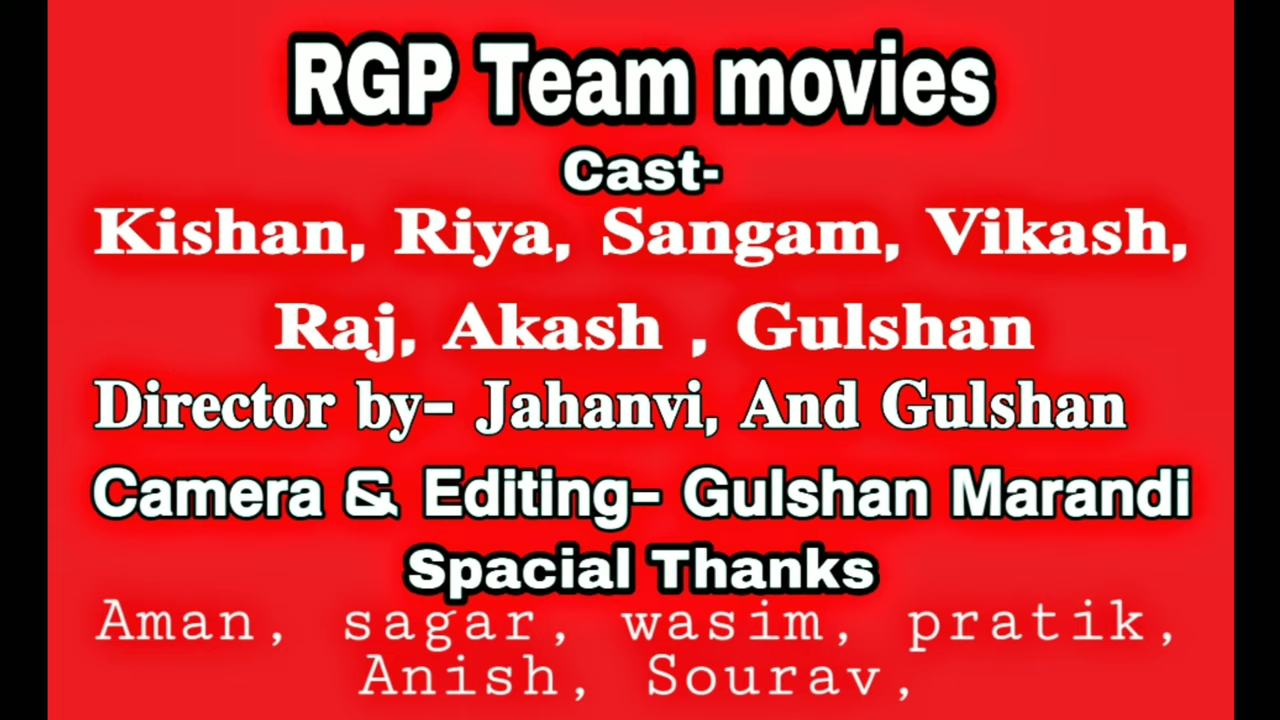 RGP Team movies
Cast-
Kishan, Riya, Sangam, Vikash,
Raj, Akash , Gulshan
Director by- Jahanvi, And Gulshan
Camera & Editing- Gulshan Marandi
Spacial Thanks
Aman, sagar, wasim, pratik,
Anish, Sourav,